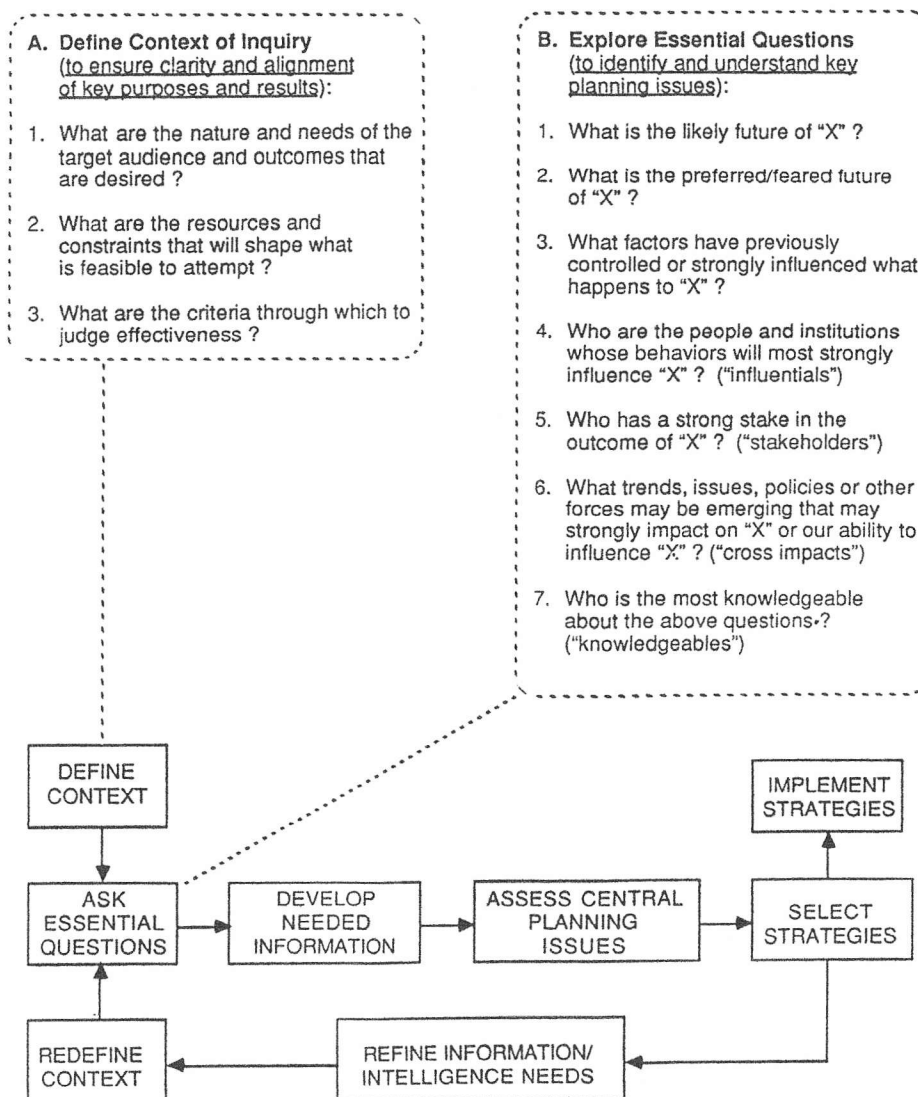 A. Define Context of Inquiry
(to ensure clarity and alignment
of key purposes and results):
1. What are the nature and needs of the
target audience and outcomes that
are desired ?
2. What are the resources and
constraints that will shape what
is feasible to attempt ?
3. What are the criteria through which to
judge effectiveness ?
B. Explore Essential Questions
(to identify and understand key
planning issues):
1. What is the likely future of “X” ?
2. What is the preferred/feared future
of “X” ?
3. What factors have previously
controlled or strongly influenced what
happens to “X” ?
4. Who are the people and institutions
whose behaviors will most strongly
influence “X” ? (“influentials”)
5. Who has a strong stake in the
outcome of “X” ? (“stakeholders”)
6. What trends, issues, policies or other
forces may be emerging that may
strongly impact on “X” or our ability to
influence “X” ? (“cross impacts”)
7. Who is the most knowledgeable
about the above questions ?
(“knowledgeables”)
DEFINE
CONTEXT
IMPLEMENT
STRATEGIES
ASK
ESSENTIAL
QUESTIONS
DEVELOP
NEEDED
INFORMATION
ASSESS CENTRAL
PLANNING
ISSUES
SELECT
STRATEGIES
REDEFINE
CONTEXT
REFINE INFORMATION/
INTELLIGENCE NEEDS